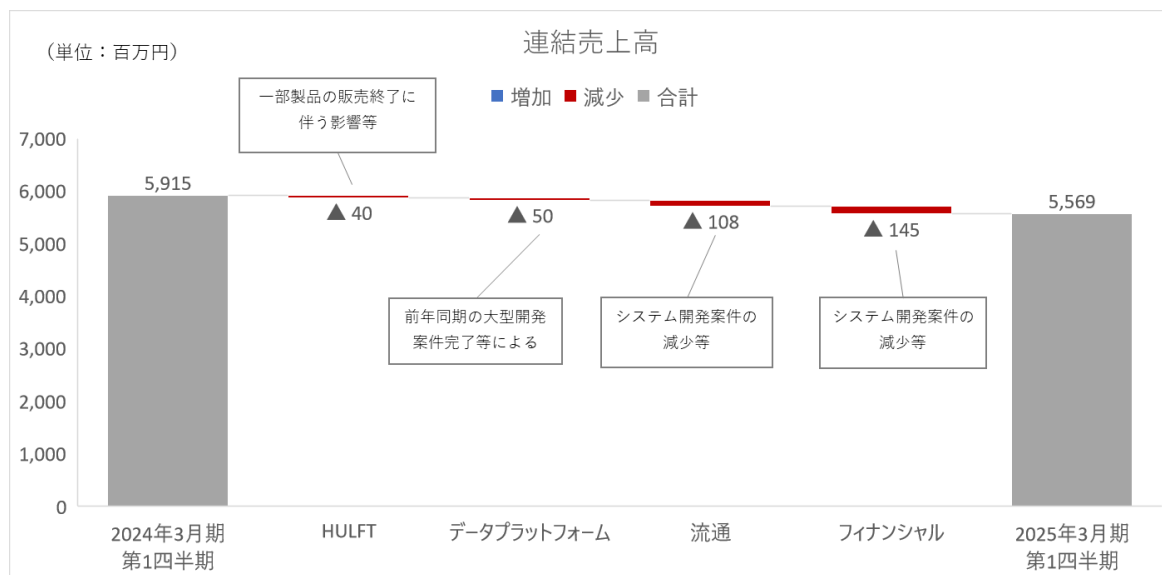 連結売上高
（単位：百万円）
増加 減少 合計
一部製品の販売終了に
伴う影響等
7,000
6,000
5,000
4,000
3,000
2,000
1,000
0
5,915
▲ 40
▲ 50
▲ 108
▲ 145
5,569
前年同期の大型開発
案件完了等による
システム開発案件の
減少等
システム開発案件の
減少等
2024年3月期
第1四半期
HULFT
データプラットフォーム
流通
フィナンシャル
2025年3月期
第1四半期